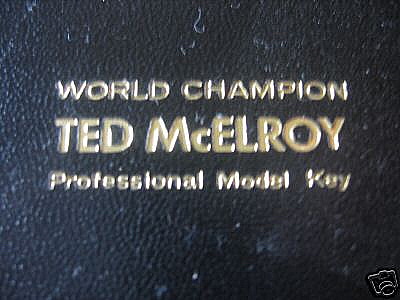 WORLD CHAMPION
TED McELROY
Professional Model Key